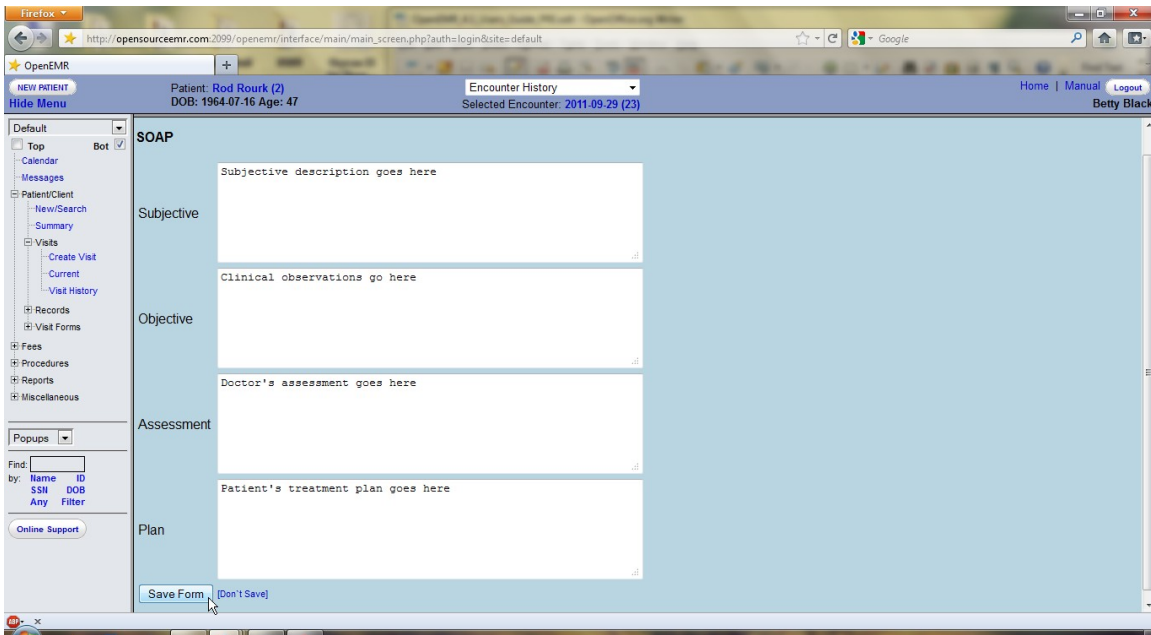 Firefox
http://opensourceemr.com:2099/openemr/interface/main/main_screen.php?auth=login&site=default
Google
OpenEMR
NEW PATIENT
Hide Menu
Patient: Rod Rourk (2)
DOB: 1964-07-16 Age: 47
Encounter History
Selected Encounter: 2011-09-29 (23)
Home | Manual Logout
Betty Black
Default
Top Bot
Calendar
Messages
Patient/Client
New/Search
Summary
Visits
Create Visit
Current
Visit History
Records
Visit Forms
Fees
Procedures
Reports
Miscellaneous
Popups
Find:
by: Name ID
SSN DOB
Any Filter
Online Support
SOAP
Subjective
Subjective description goes here
Objective
Clinical observations go here
Assessment
Doctor's assessment goes here
Plan
Patient's treatment plan goes here
Save Form [Don't Save]
ABP